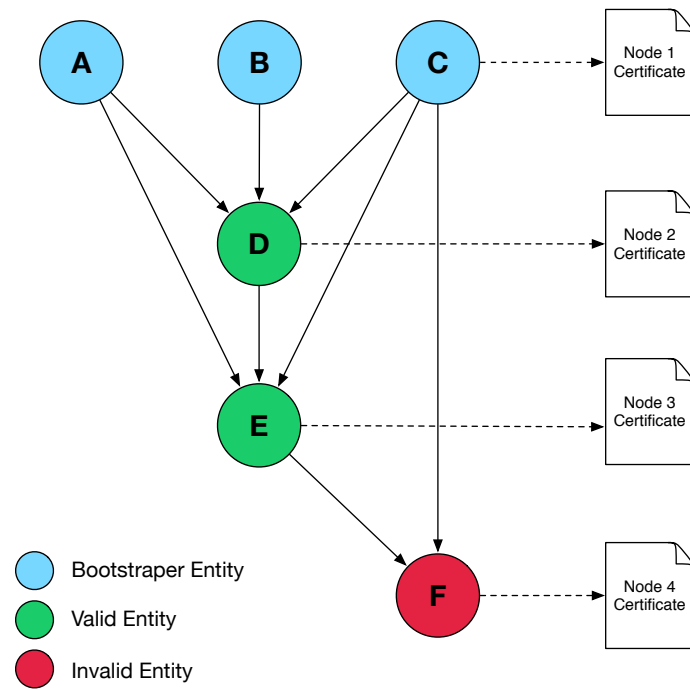 A
B
C
Node 1
Certificate
D
Node 2
Certificate
E
Node 3
Certificate
F
Node 4
Certificate
Bootstraper Entity
Valid Entity
Invalid Entity